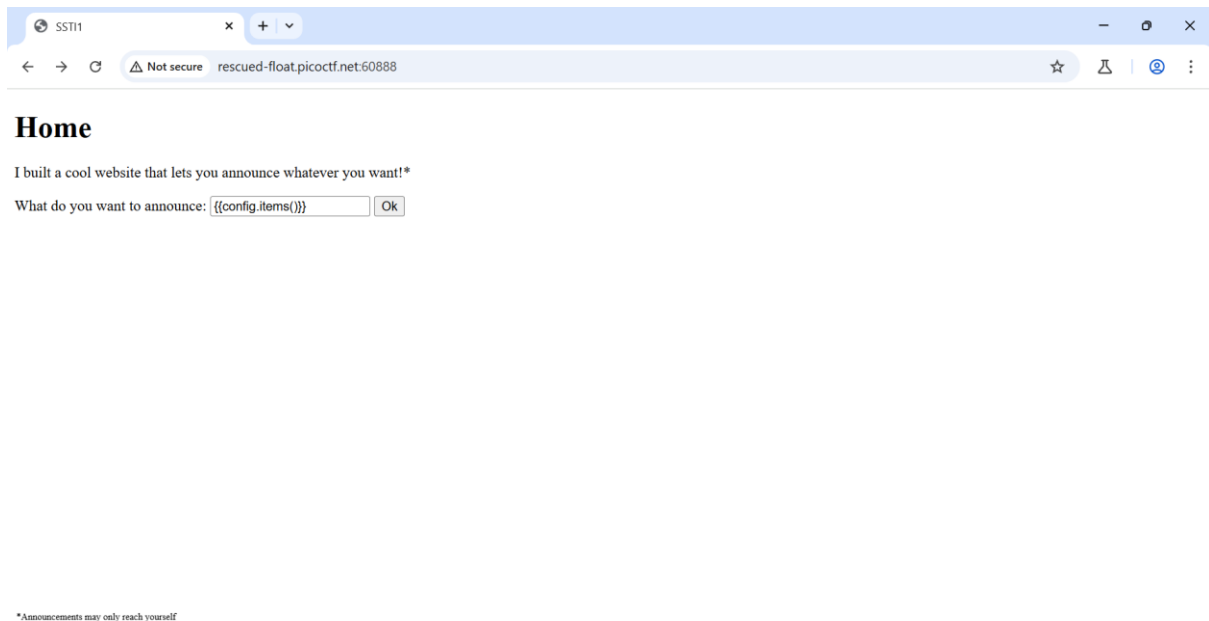 SSTI1
Not secure rescued-float.picoctf.net:60888
Home
I built a cool website that lets you announce whatever you want!*
What do you want to announce: {{config.items()}} Ok
*Announcements may only reach yourself